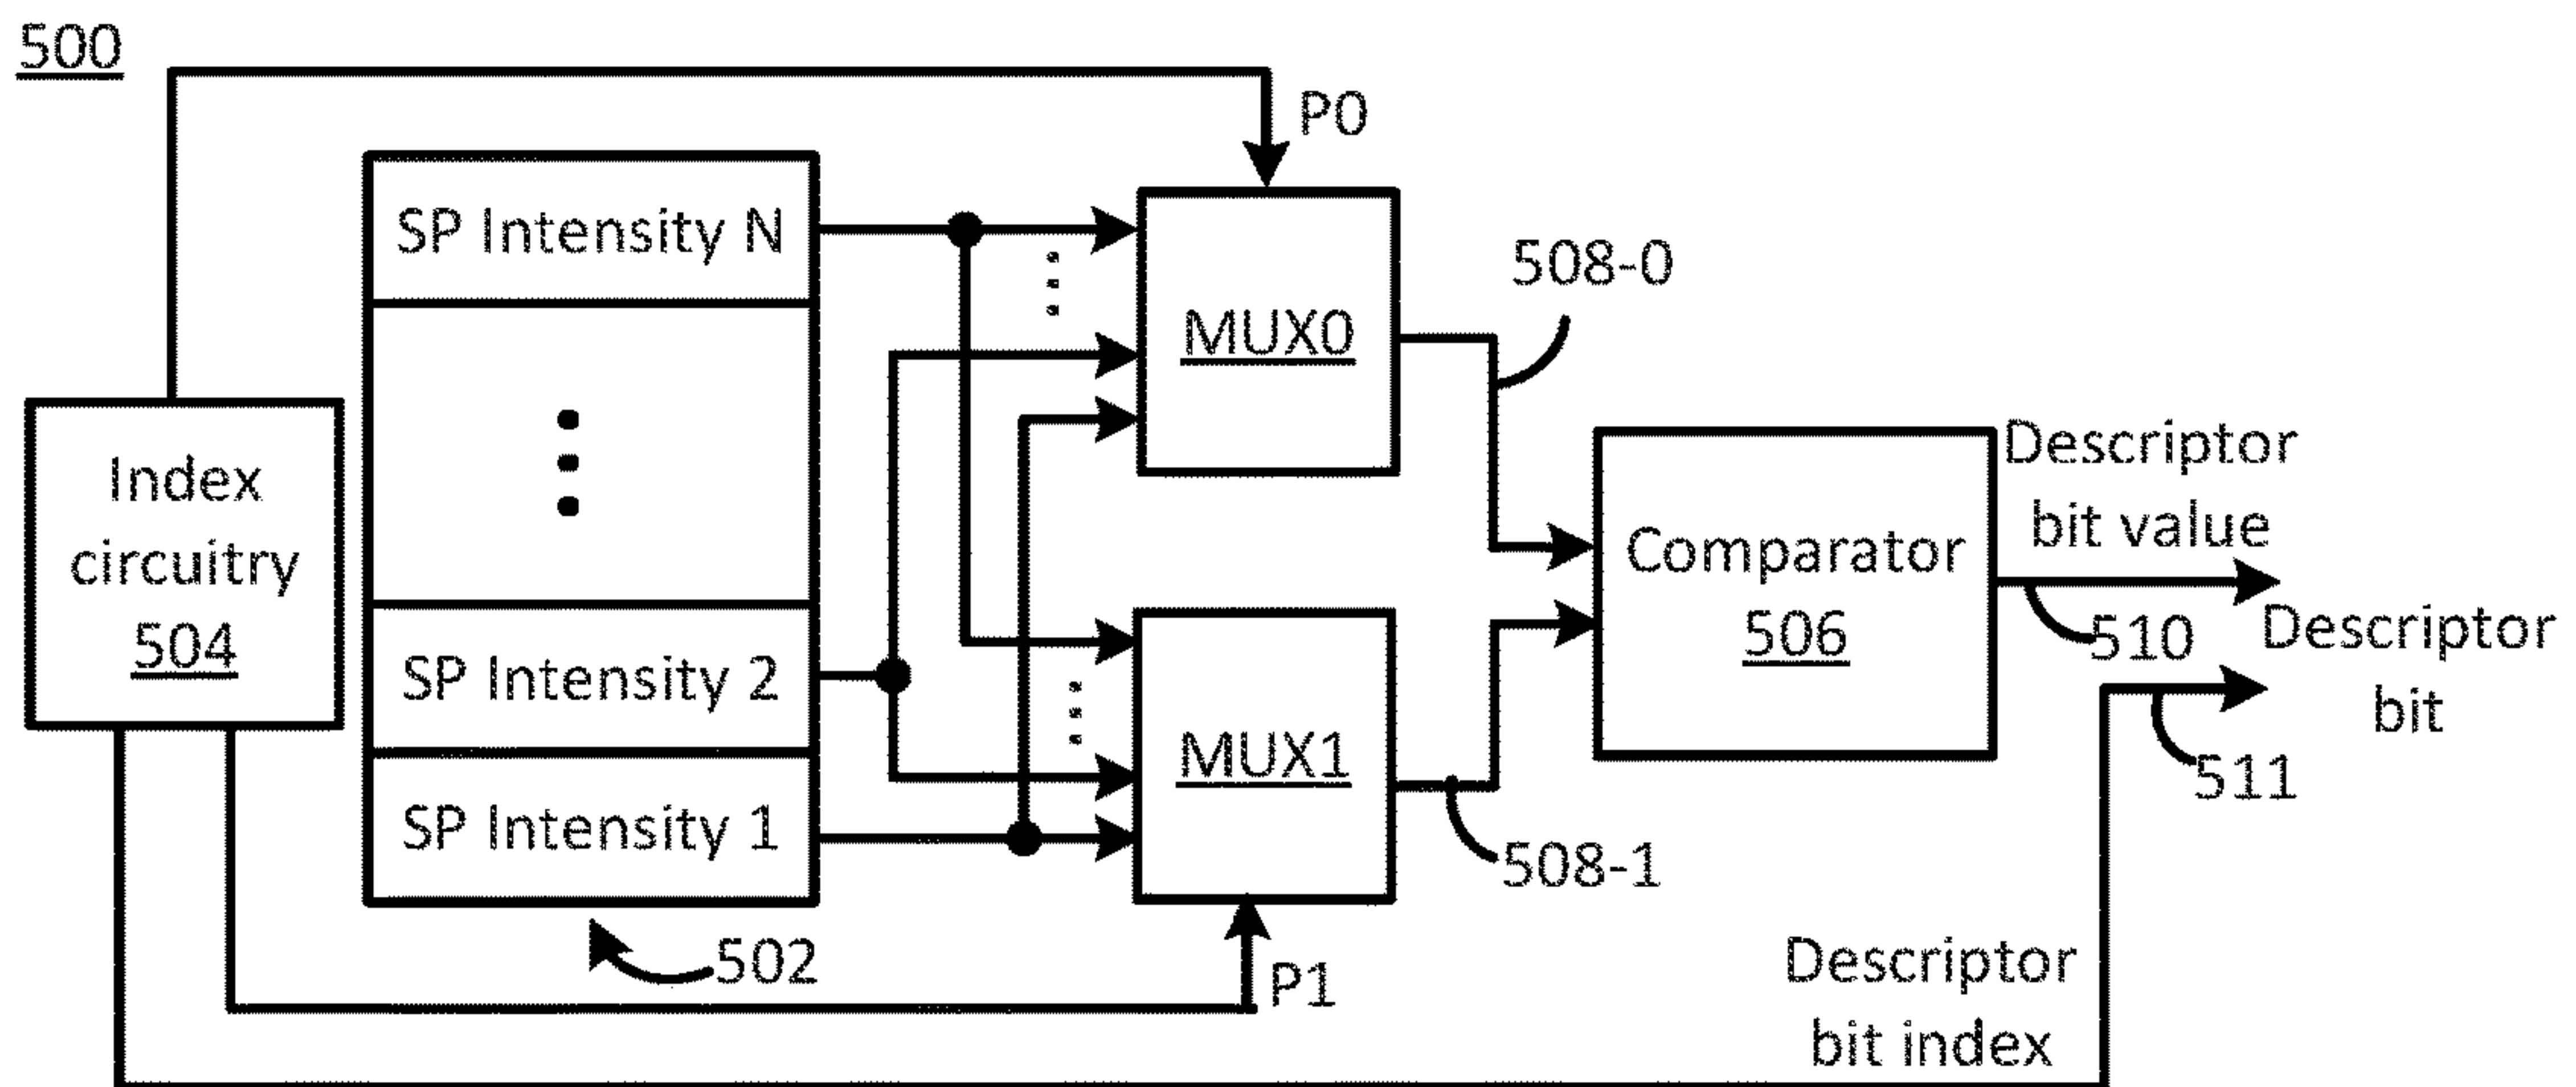 500
P0
SP Intensity N
508-0
MUX0
Index
circuitry
504
Descriptor
bit value
Comparator
506
510
Descriptor
bit
SP Intensity 2
MUX1
511
SP Intensity 1
508-1
502
P1
Descriptor
bit index